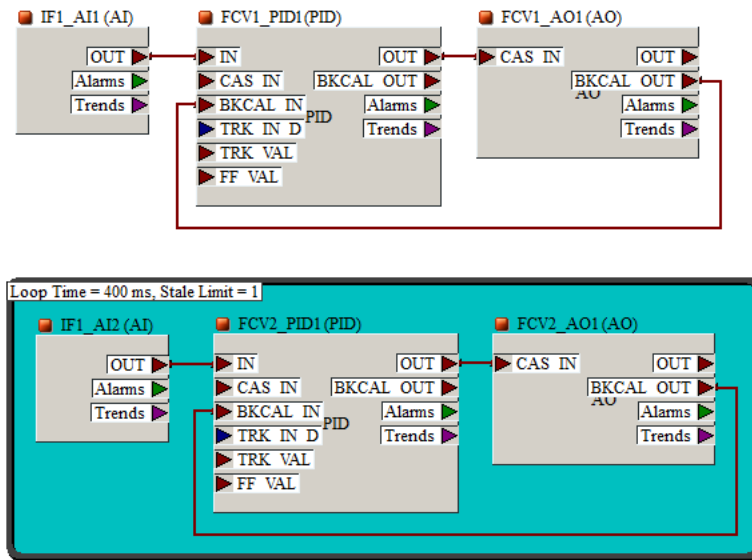 IF1_AI1 (AI)
FCV1_PID1 (PID)
FCV1_AO1 (AO)
OUT
IN
OUT
CAS IN
OUT
Alarms
CAS IN
BKCAL OUT
BKCAL OUT
Trends
BKCAL IN
Alarms
AO
Alarms
TRK IN D
PID
Trends
Trends
TRK VAL
FF VAL
Loop Time = 400 ms, Stale Limit = 1
IF1_AI2 (AI)
FCV2_PID1 (PID)
FCV2_AO1 (AO)
OUT
IN
OUT
CAS IN
OUT
Alarms
CAS IN
BKCAL OUT
BKCAL OUT
Trends
BKCAL IN
Alarms
AO
Alarms
TRK IN D
PID
Trends
Trends
TRK VAL
FF VAL